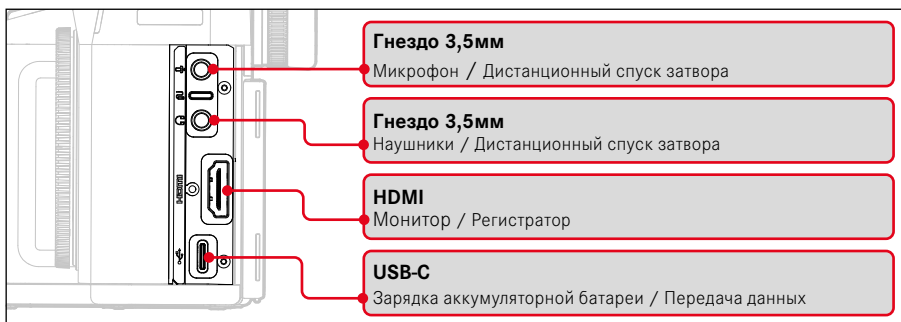 Гнездо 3,5мм
Микрофон / Дистанционный спуск затвора
Гнездо 3,5мм
Наушники / Дистанционный спуск затвора
HDMI
HDMI
Монитор / Регистратор
USB-C
Зарядка аккумуляторной батареи / Передача данных